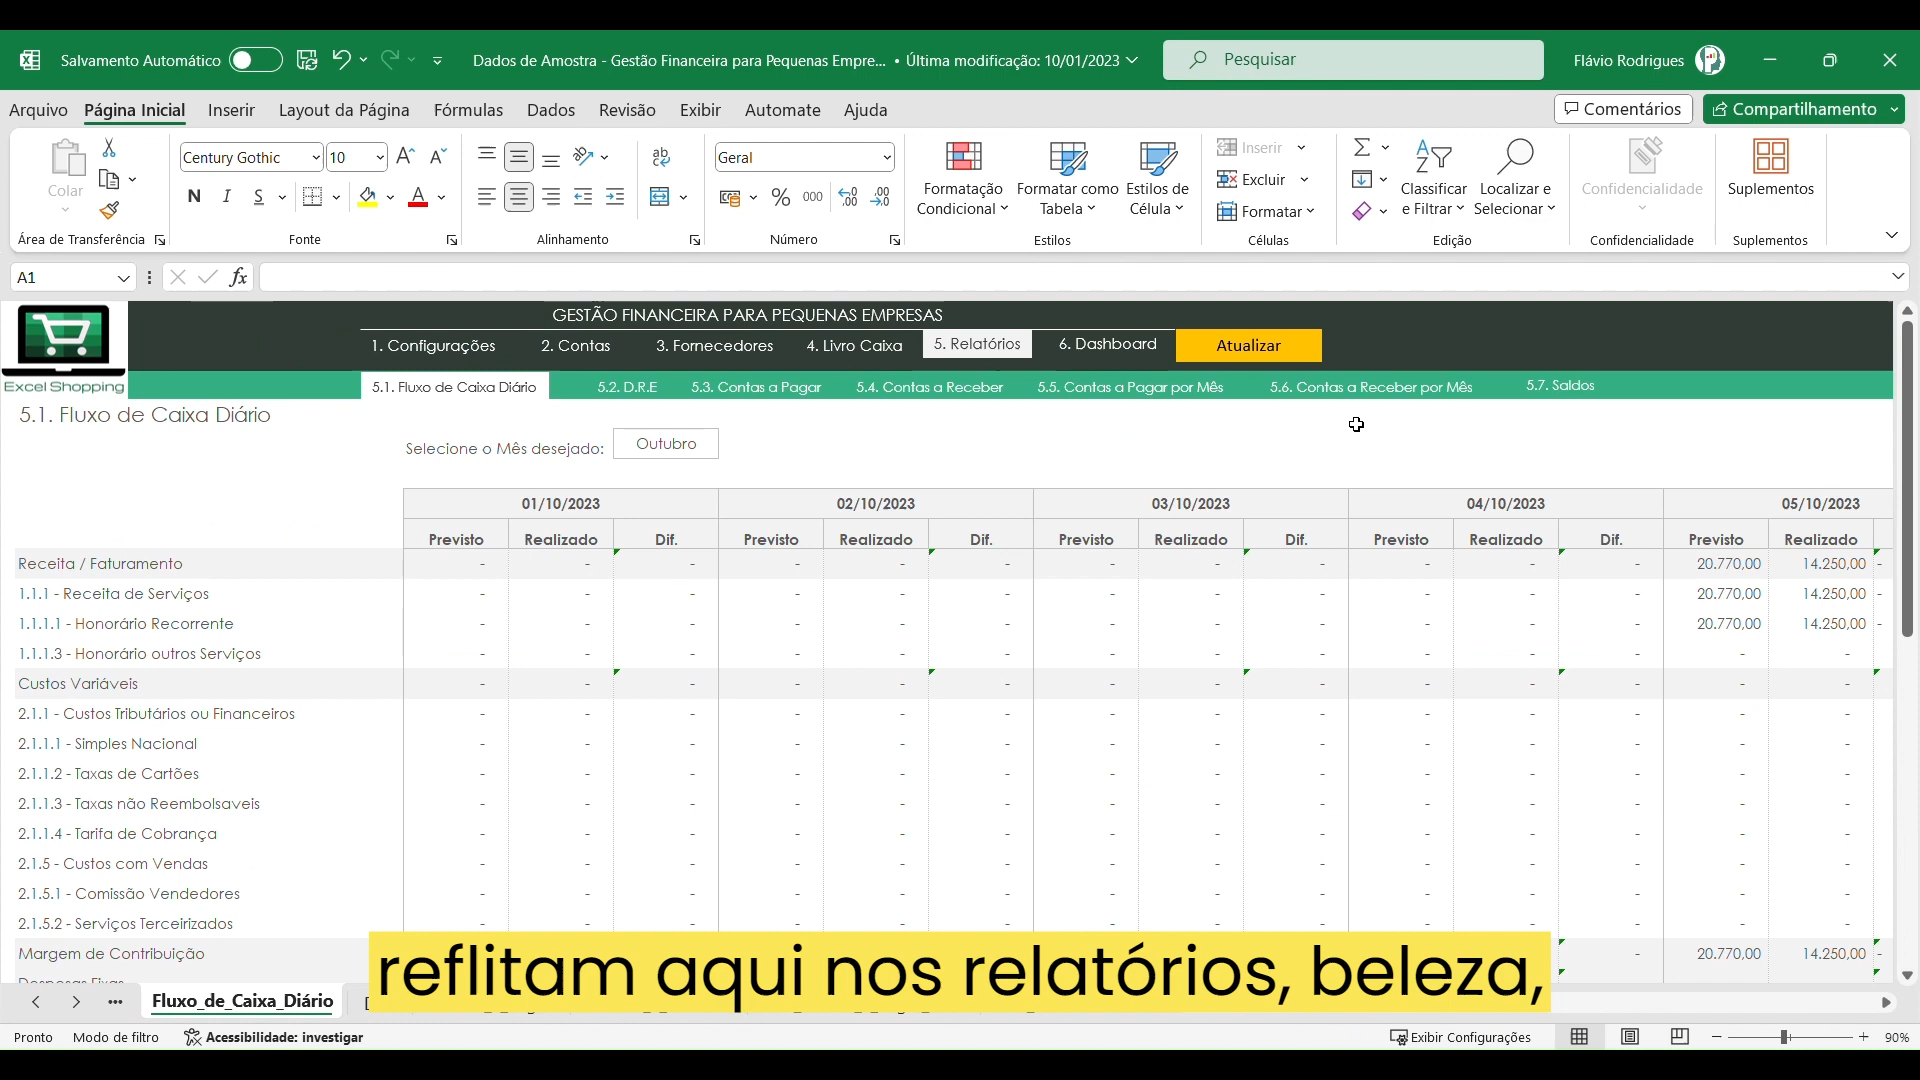 Salvamento Automático
Dados de Amostra - Gestão Financeira para Pequenas Empre... • Última modificação: 10/01/2023
Pesquisar
Flávio Rodrigues
Arquivo Página Inicial Inserir Layout da Página Fórmulas Dados Revisão Exibir Automate Ajuda
Comentários Compartilhamento
Colar
Century Gothic 10
N I S
ab
Geral
% 000
Formatação Condicional
Formatar como Tabela
Estilos de Célula
Inserir
Excluir
Formatar
Classificar e Filtrar
Localizar e Selecionar
Confidencialidade
Suplementos
Área de Transferência Fonte Alinhamento Número Estilos Células Edição Confidencialidade Suplementos
A1 fx
GESTÃO FINANCEIRA PARA PEQUENAS EMPRESAS
1. Configurações 2. Contas 3. Fornecedores 4. Livro Caixa 5. Relatórios 6. Dashboard Atualizar
Excel Shopping
5.1. Fluxo de Caixa Diário 5.2. D.R.E 5.3. Contas a Pagar 5.4. Contas a Receber 5.5. Contas a Pagar por Mês 5.6. Contas a Receber por Mês 5.7. Saldos
5.1. Fluxo de Caixa Diário
Selecione o Mês desejado: Outubro
01/10/2023 02/10/2023 03/10/2023 04/10/2023 05/10/2023
Previsto Realizado Dif. Previsto Realizado Dif. Previsto Realizado Dif. Previsto Realizado Dif. Previsto Realizado
Receita / Faturamento - - - - - - - - - - - - 20.770,00 14.250,00 -
1.1.1 - Receita de Serviços - - - - - - - - - - - - 20.770,00 14.250,00 -
1.1.1.1 - Honorário Recorrente - - - - - - - - - - - - 20.770,00 14.250,00 -
1.1.1.3 - Honorário outros Serviços - - - - - - - - - - - - - -
Custos Variáveis - - - - - - - - - - - - - -
2.1.1 - Custos Tributários ou Financeiros - - - - - - - - - - - - - -
2.1.1.1 - Simples Nacional - - - - - - - - - - - - - -
2.1.1.2 - Taxas de Cartões - - - - - - - - - - - - - -
2.1.1.3 - Taxas não Reembolsaveis - - - - - - - - - - - - - -
2.1.1.4 - Tarifa de Cobrança - - - - - - - - - - - - - -
2.1.5 - Custos com Vendas - - - - - - - - - - - - - -
2.1.5.1 - Comissão Vendedores - - - - - - - - - - - - - -
2.1.5.2 - Serviços Terceirizados - - - - - - - - - - - - - -
Margem de Contribuição - 20.770,00 14.250,00 -
Despesas Fixas
reflitam aqui nos relatórios, beleza,
Fluxo_de_Caixa_Diário
Pronto Modo de filtro Acessibilidade: investigar Exibir Configurações 90%